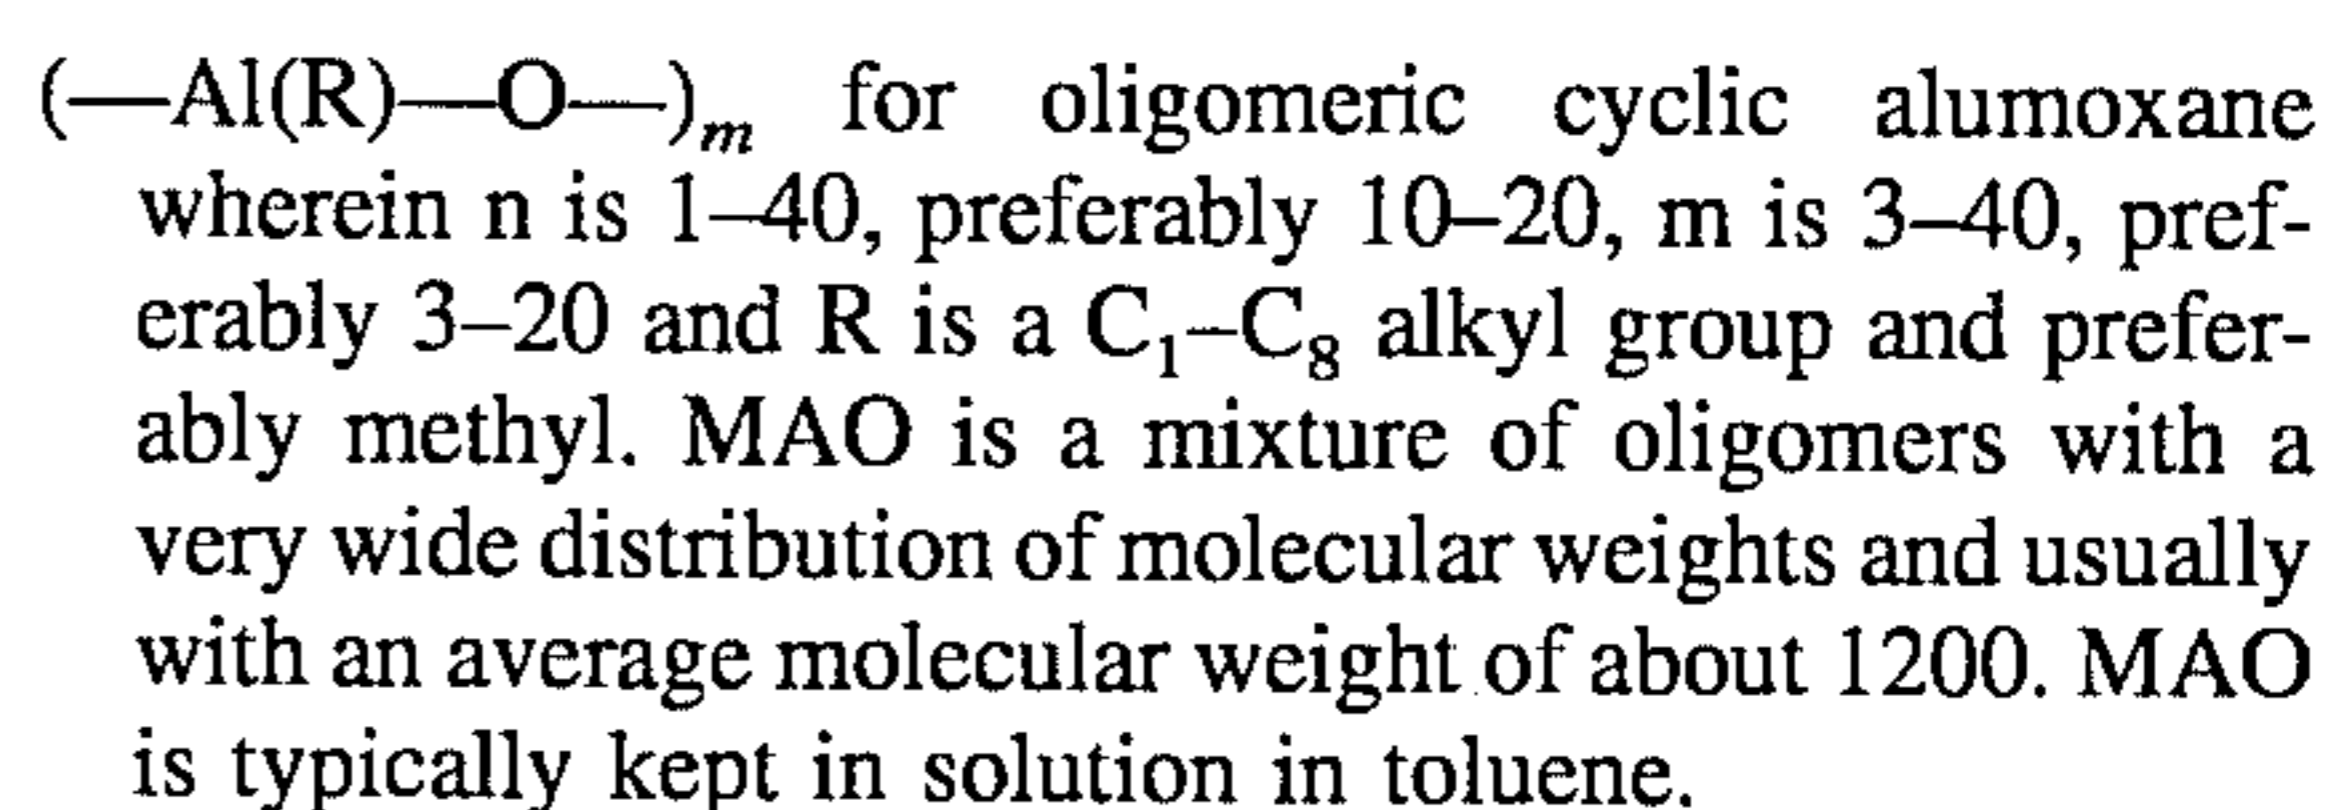 (—Al(R)—O—)m for oligomeric cyclic alumoxane
wherein n is 1–40, preferably 10–20, m is 3–40, pref-
erably 3–20 and R is a C1–C8 alkyl group and prefer-
ably methyl. MAO is a mixture of oligomers with a
very wide distribution of molecular weights and usually
with an average molecular weight of about 1200. MAO
is typically kept in solution in toluene.